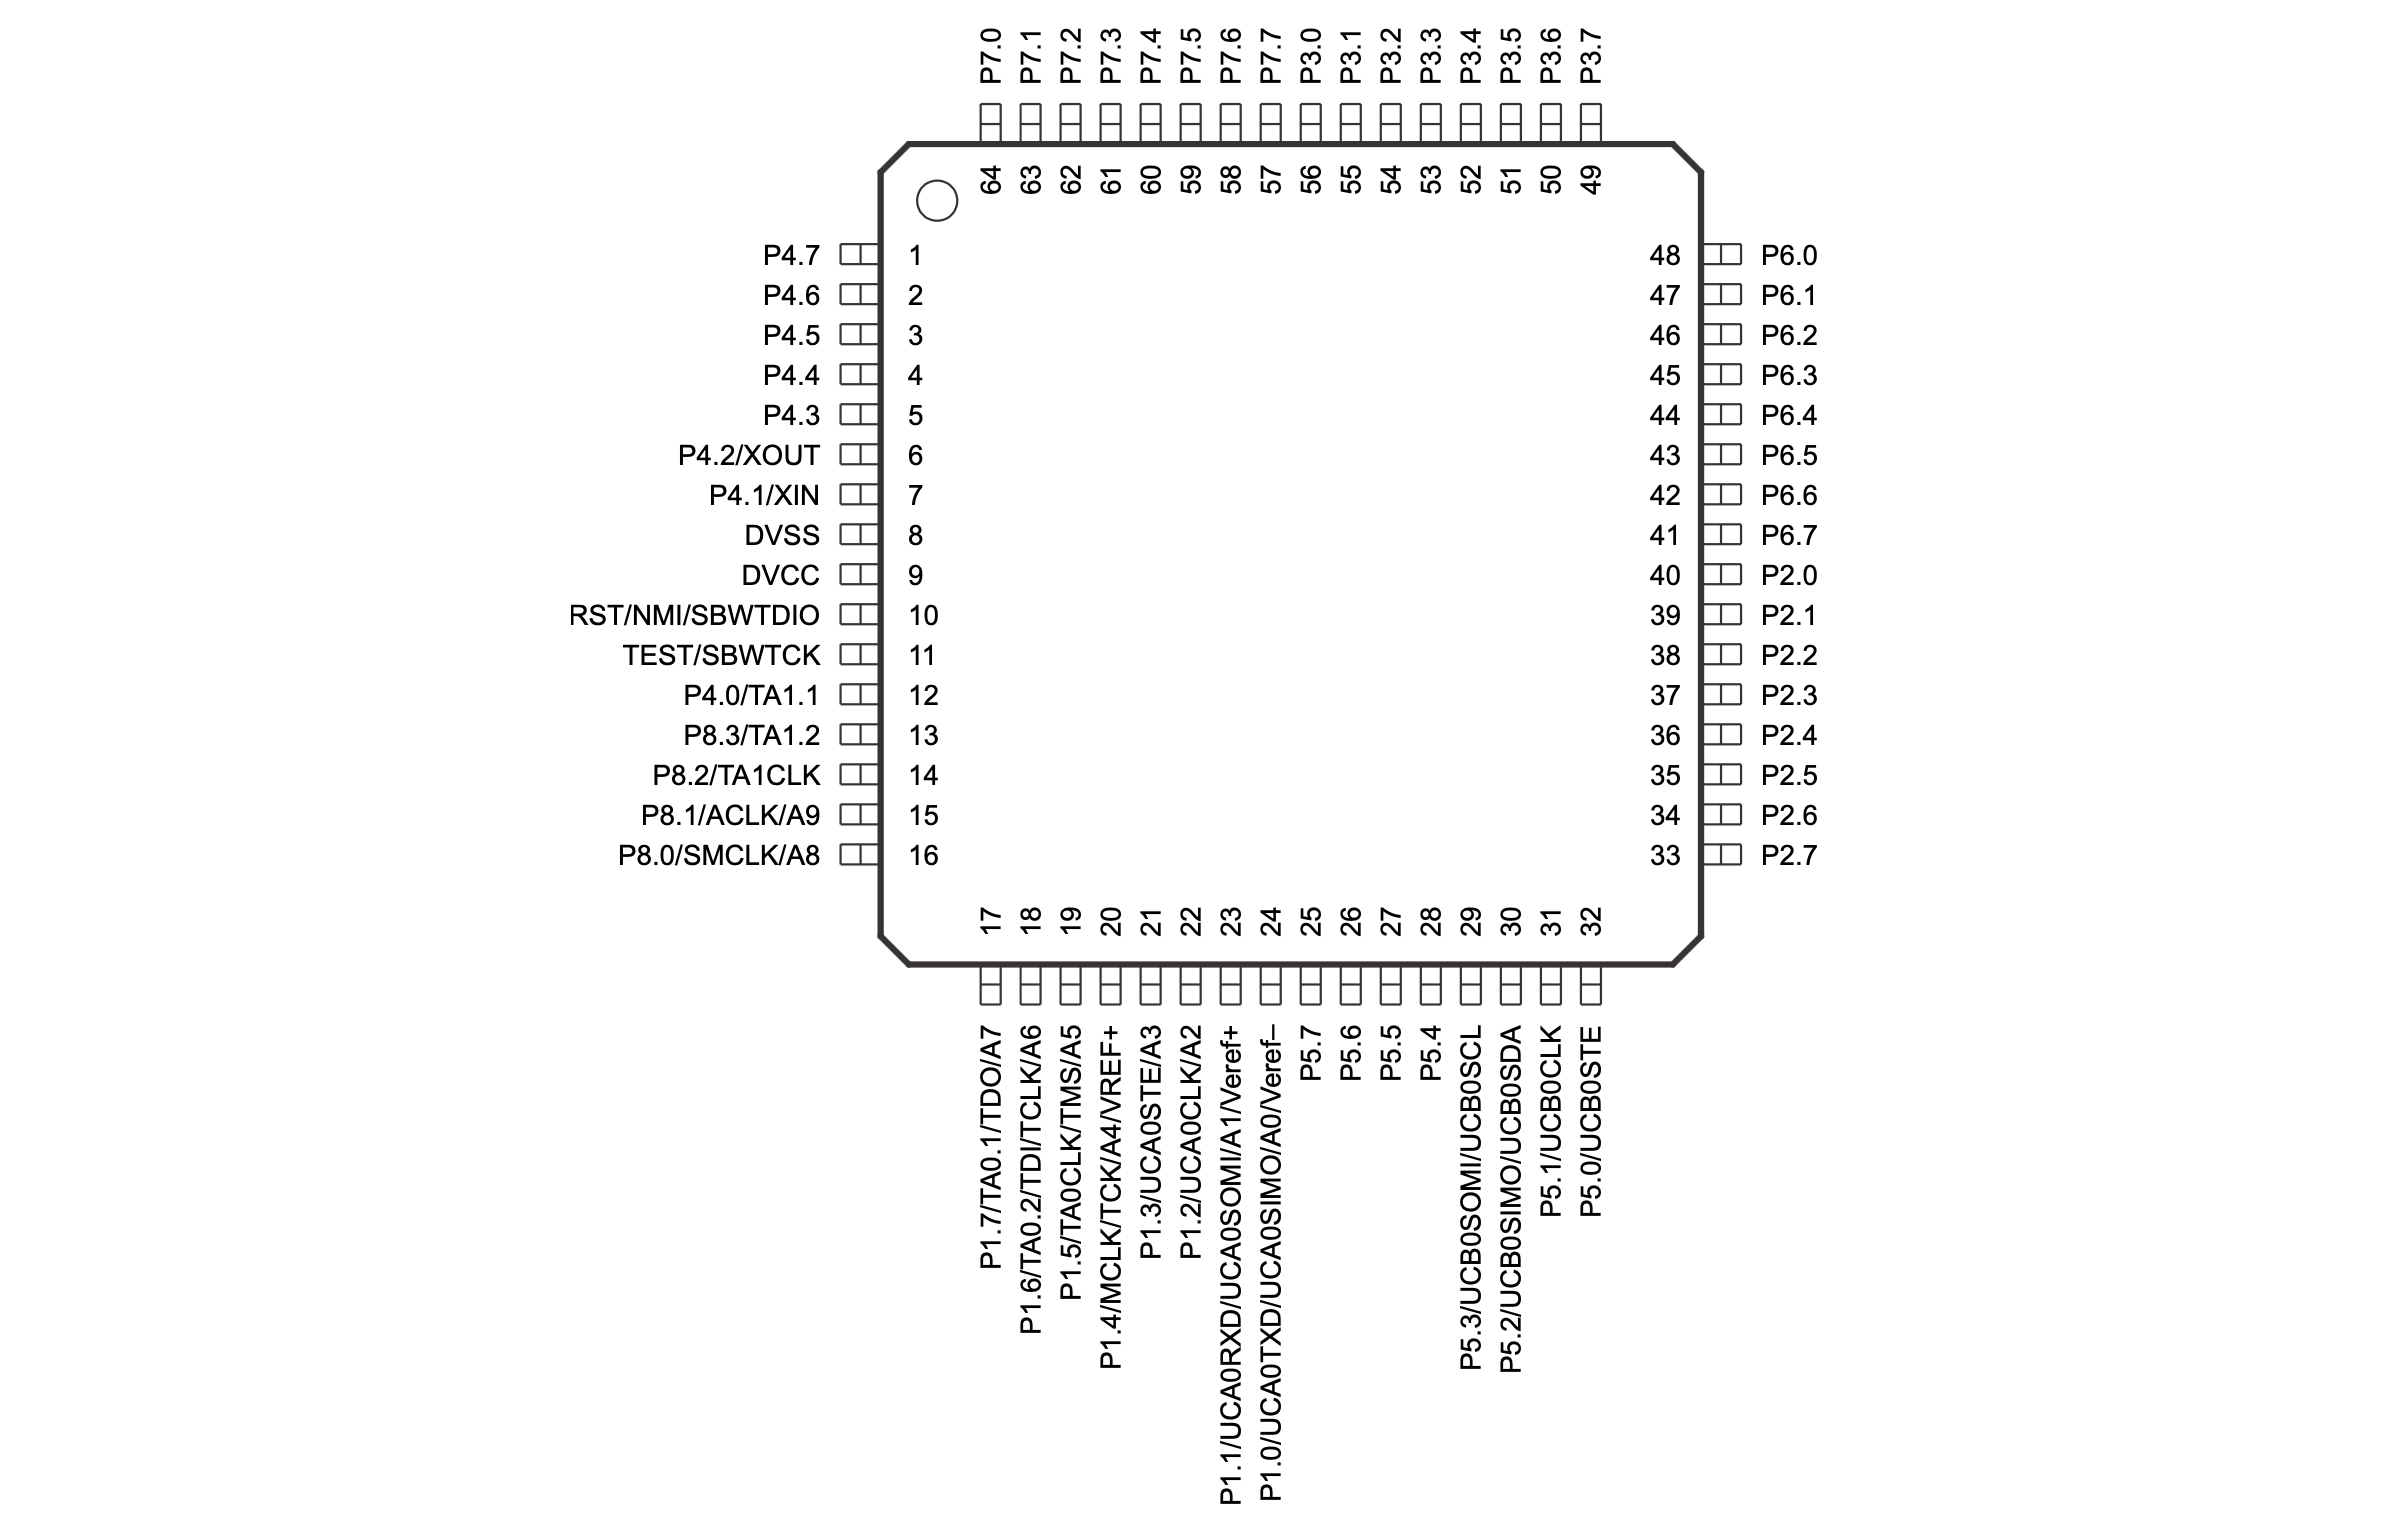 P7.0 P7.1 P7.2 P7.3 P7.4 P7.5 P7.6 P7.7 P3.0 P3.1 P3.2 P3.3 P3.4 P3.5 P3.6 P3.7
64 63 62 61 60 59 58 57 56 55 54 53 52 51 50 49
P4.7 1 48 P6.0
P4.6 2 47 P6.1
P4.5 3 46 P6.2
P4.4 4 45 P6.3
P4.3 5 44 P6.4
P4.2/XOUT 6 43 P6.5
P4.1/XIN 7 42 P6.6
DVSS 8 41 P6.7
DVCC 9 40 P2.0
RST/NMI/SBWTDIO 10 39 P2.1
TEST/SBWTCK 11 38 P2.2
P4.0/TA1.1 12 37 P2.3
P8.3/TA1.2 13 36 P2.4
P8.2/TA1CLK 14 35 P2.5
P8.1/ACLK/A9 15 34 P2.6
P8.0/SMCLK/A8 16 33 P2.7
17 18 19 20 21 22 23 24 25 26 27 28 29 30 31 32
P1.7/TA0.1/TDO/A7
P1.6/TA0.2/TDI/TCLK/A6
P1.5/TA0CLK/TMS/A5
P1.4/MCLK/TCK/A4/VREF+
P1.3/UCA0STE/A3
P1.2/UCA0CLK/A2
P1.1/UCA0RXD/UCA0SOMI/A1/Veref+
P1.0/UCA0TXD/UCA0SIMO/A0/Veref–
P5.7
P5.6
P5.5
P5.4
P5.3/UCB0SOMI/UCB0SCL
P5.2/UCB0SIMO/UCB0SDA
P5.1/UCB0CLK
P5.0/UCB0STE